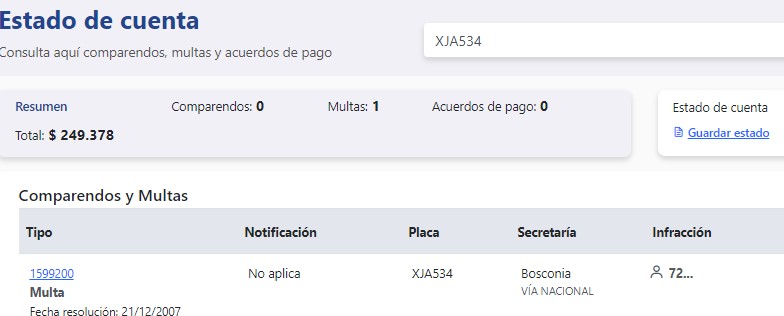 Estado de cuenta
Consulta aquí comparendos, multas y acuerdos de pago
XJA534
Resumen Comparendos: 0 Multas: 1 Acuerdos de pago: 0
Total: $ 249.378
Estado de cuenta
Guardar estado
Comparendos y Multas
Tipo Notificación Placa Secretaría Infracción
1599200 No aplica XJA534 Bosconia 72...
Multa VÍA NACIONAL
Fecha resolución: 21/12/2007